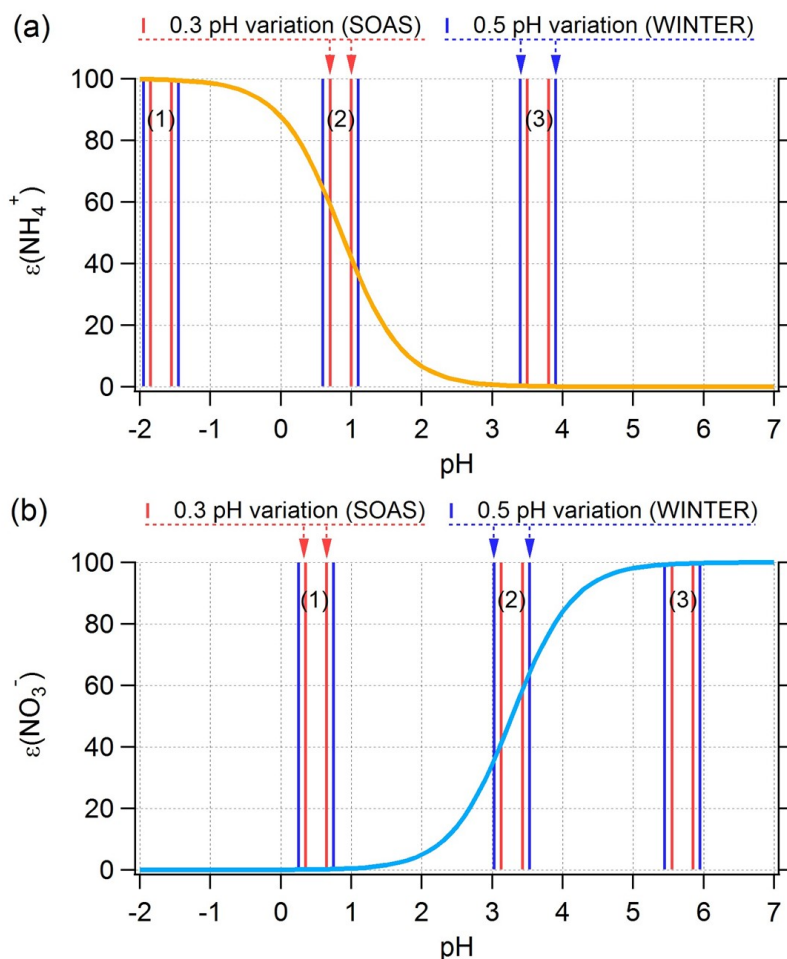 (a)
I 0.3 pH variation (SOAS) I 0.5 pH variation (WINTER)
100
80
60
40
20
0
ε(NH₄⁺)
(1) (2) (3)
-2 -1 0 1 2 3 4 5 6 7
pH
(b)
I 0.3 pH variation (SOAS) I 0.5 pH variation (WINTER)
100
80
60
40
20
0
ε(NO₃⁻)
(1) (2) (3)
-2 -1 0 1 2 3 4 5 6 7
pH